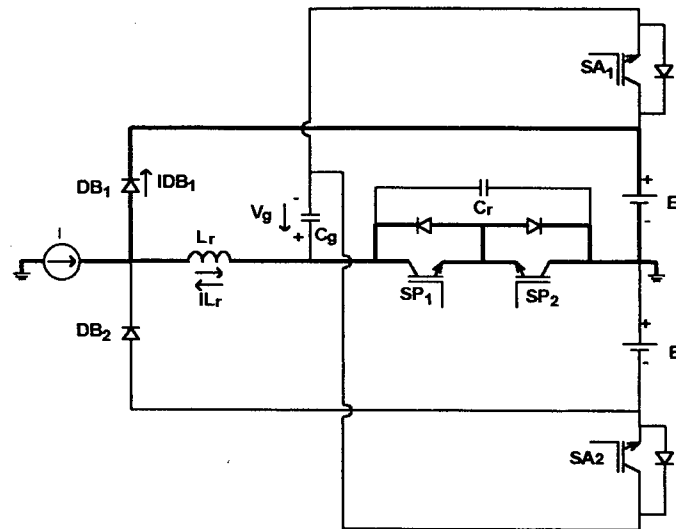 SA1
DB1
IDB1
+
E
-
Vg
-
+
Cg
Cr
I
Lr
ILr
SP1
SP2
DB2
+
E
-
SA2